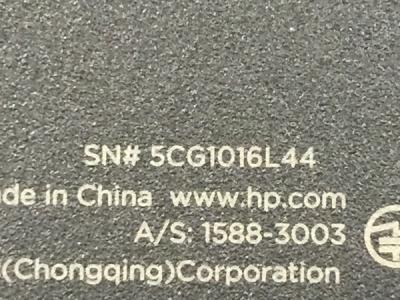 SN# 5CG1016L44
de in China www.hp.com
A/S: 1588-3003
(Chongqing)Corporation